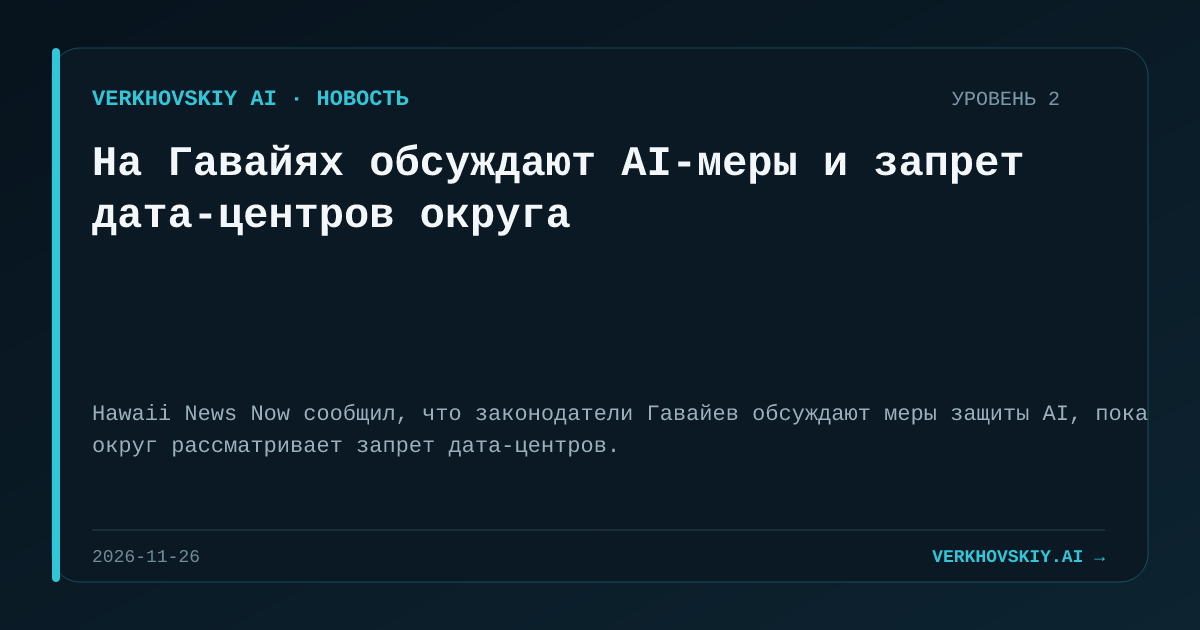 VERKHOVSKIY AI · НОВОСТЬ
УРОВЕНЬ 2
На Гавайях обсуждают AI-меры и запрет
дата-центров округа
Hawaii News Now сообщил, что законодатели Гавайев обсуждают меры защиты AI, пока
округ рассматривает запрет дата-центров.
2026-11-26
VERKHOVSKIY.AI →